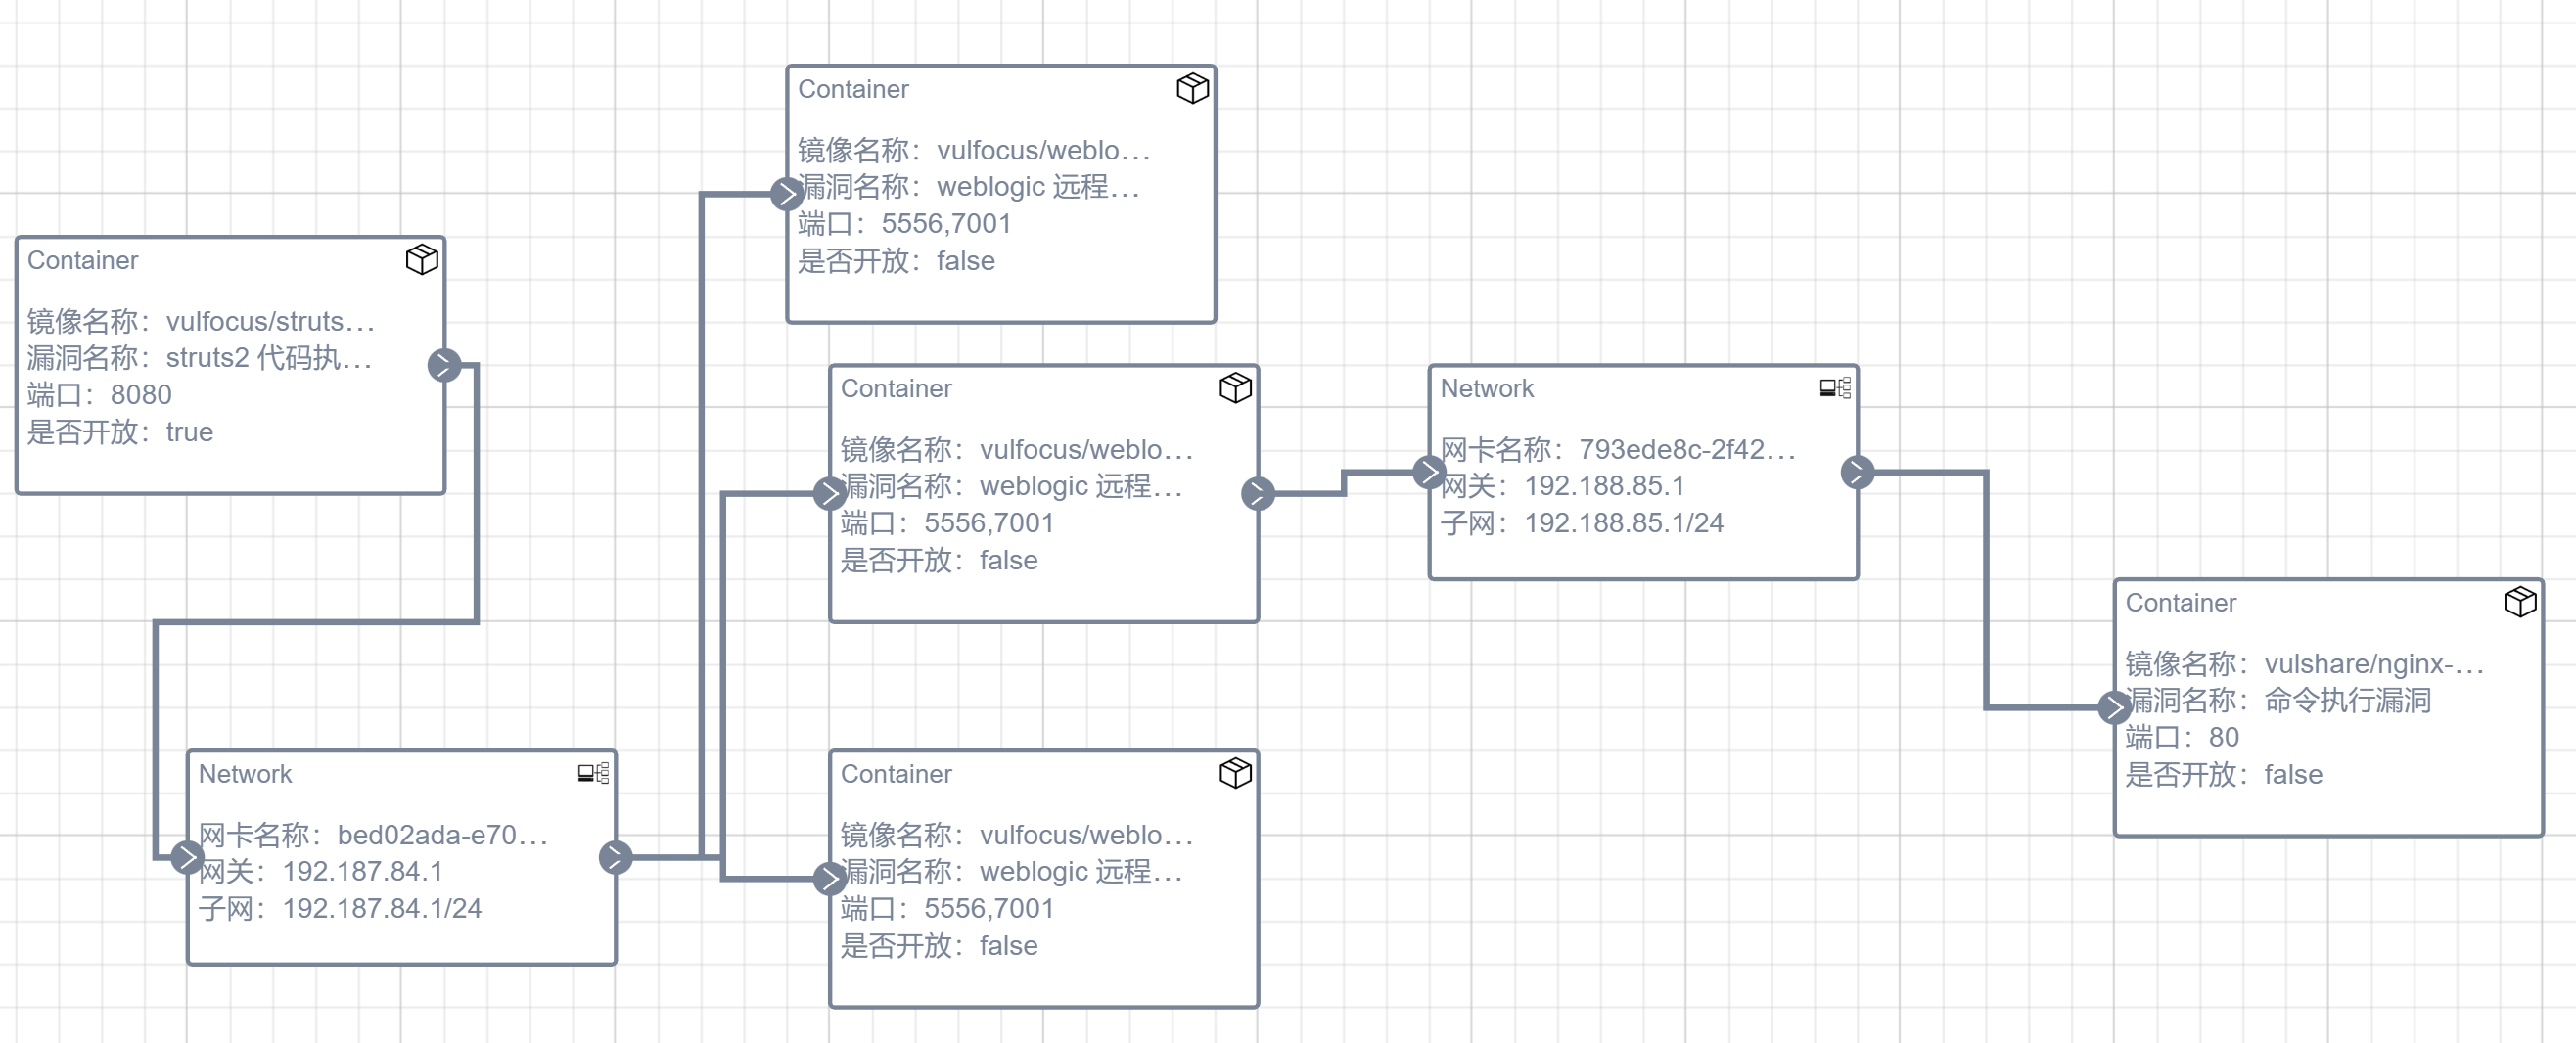 Container
镜像名称：vulfocus/weblo...
漏洞名称：weblogic 远程...
端口：5556,7001
是否开放：false
Container
镜像名称：vulfocus/struts...
漏洞名称：struts2 代码执...
端口：8080
是否开放：true
Container
镜像名称：vulfocus/weblo...
漏洞名称：weblogic 远程...
端口：5556,7001
是否开放：false
Network
网卡名称：793ede8c-2f42...
网关：192.188.85.1
子网：192.188.85.1/24
Container
镜像名称：vulshare/nginx-...
漏洞名称：命令执行漏洞
端口：80
是否开放：false
Network
网卡名称：bed02ada-e70...
网关：192.187.84.1
子网：192.187.84.1/24
Container
镜像名称：vulfocus/weblo...
漏洞名称：weblogic 远程...
端口：5556,7001
是否开放：false